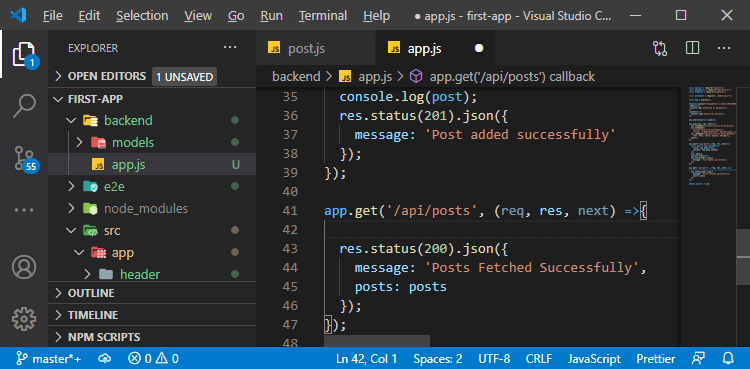 File Edit Selection View Go Run Terminal Help ● app.js - first-app - Visual Studio C...
EXPLORER ...
OPEN EDITORS 1 UNSAVED
FIRST-APP
backend
models
JS app.js U
e2e
node_modules
src
app
header
OUTLINE
TIMELINE
NPM SCRIPTS
1
55
JS post.js JS app.js ●
backend > JS app.js > app.get('/api/posts') callback
35 console.log(post);
36 res.status(201).json({
37 message: 'Post added successfully'
38 });
39 });
40
41 app.get('/api/posts', (req, res, next) =>{
42
43 res.status(200).json({
44 message: 'Posts Fetched Successfully',
45 posts: posts
46 });
47 });
48
master*+ 0 0 Ln 42, Col 1 Spaces: 2 UTF-8 CRLF JavaScript Prettier